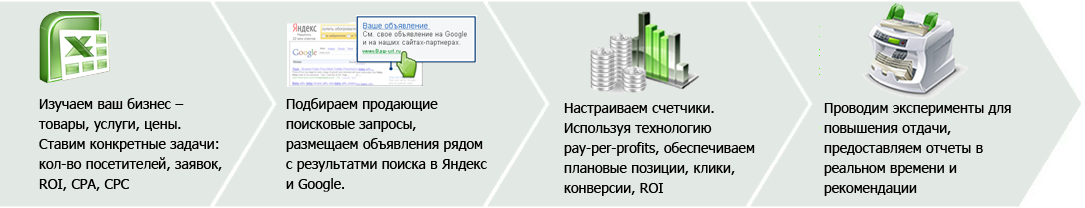 Яндекс
Google
Ваше объявление
См. свое объявление на Google
и на наших сайтах-партнерах.
Изучаем ваш бизнес –
товары, услуги, цены.
Ставим конкретные задачи:
кол-во посетителей, заявок,
ROI, CPA, CPC
Подбираем продающие
поисковые запросы,
размещаем объявления рядом
с результатми поиска в Яндекс
и Google.
Настраиваем счетчики.
Используя технологию
pay-per-profits, обеспечиваем
плановые позиции, клики,
конверсии, ROI
Проводим эксперименты для
повышения отдачи,
предоставляем отчеты в
реальном времени и
рекомендации